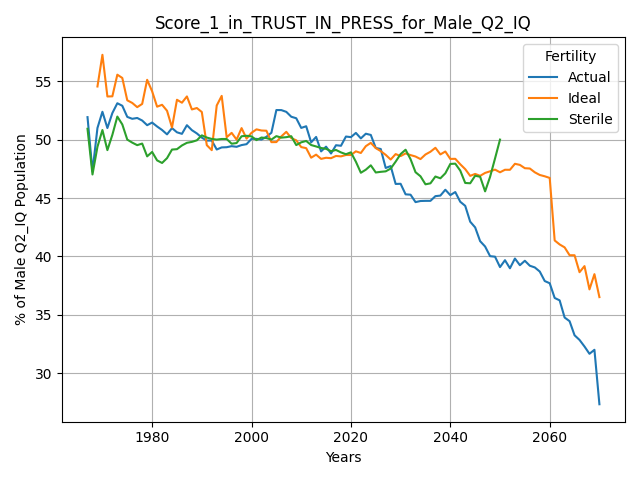 Score_1_in_TRUST_IN_PRESS_for_Male_Q2_IQ
Fertility
Actual
Ideal
Sterile
% of Male Q2_IQ Population
55
50
45
40
35
30
1980
2000
2020
2040
2060
Years